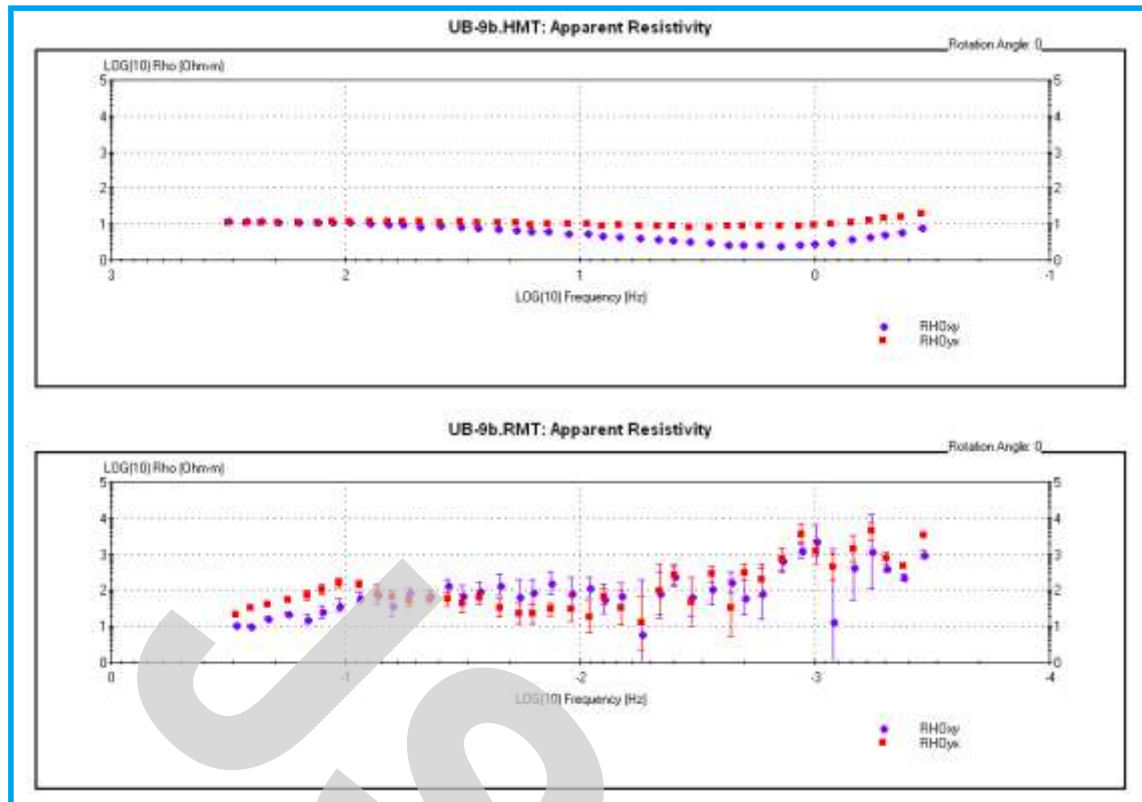 UB-9b.HMT: Apparent Resistivity
Rotation Angle: 0
LOG(10) Rho (Ohm-m)
5 5
4 4
3 3
2 2
1 1
0 0
3 2 1 0 -1
LOG(10) Frequency (Hz)
RHOxy
RHOyx
UB-9b.RMT: Apparent Resistivity
Rotation Angle: 0
LOG(10) Rho (Ohm-m)
5 5
4 4
3 3
2 2
1 1
0 0
0 -1 -2 -3 -4
LOG(10) Frequency (Hz)
RHOxy
RHOyx